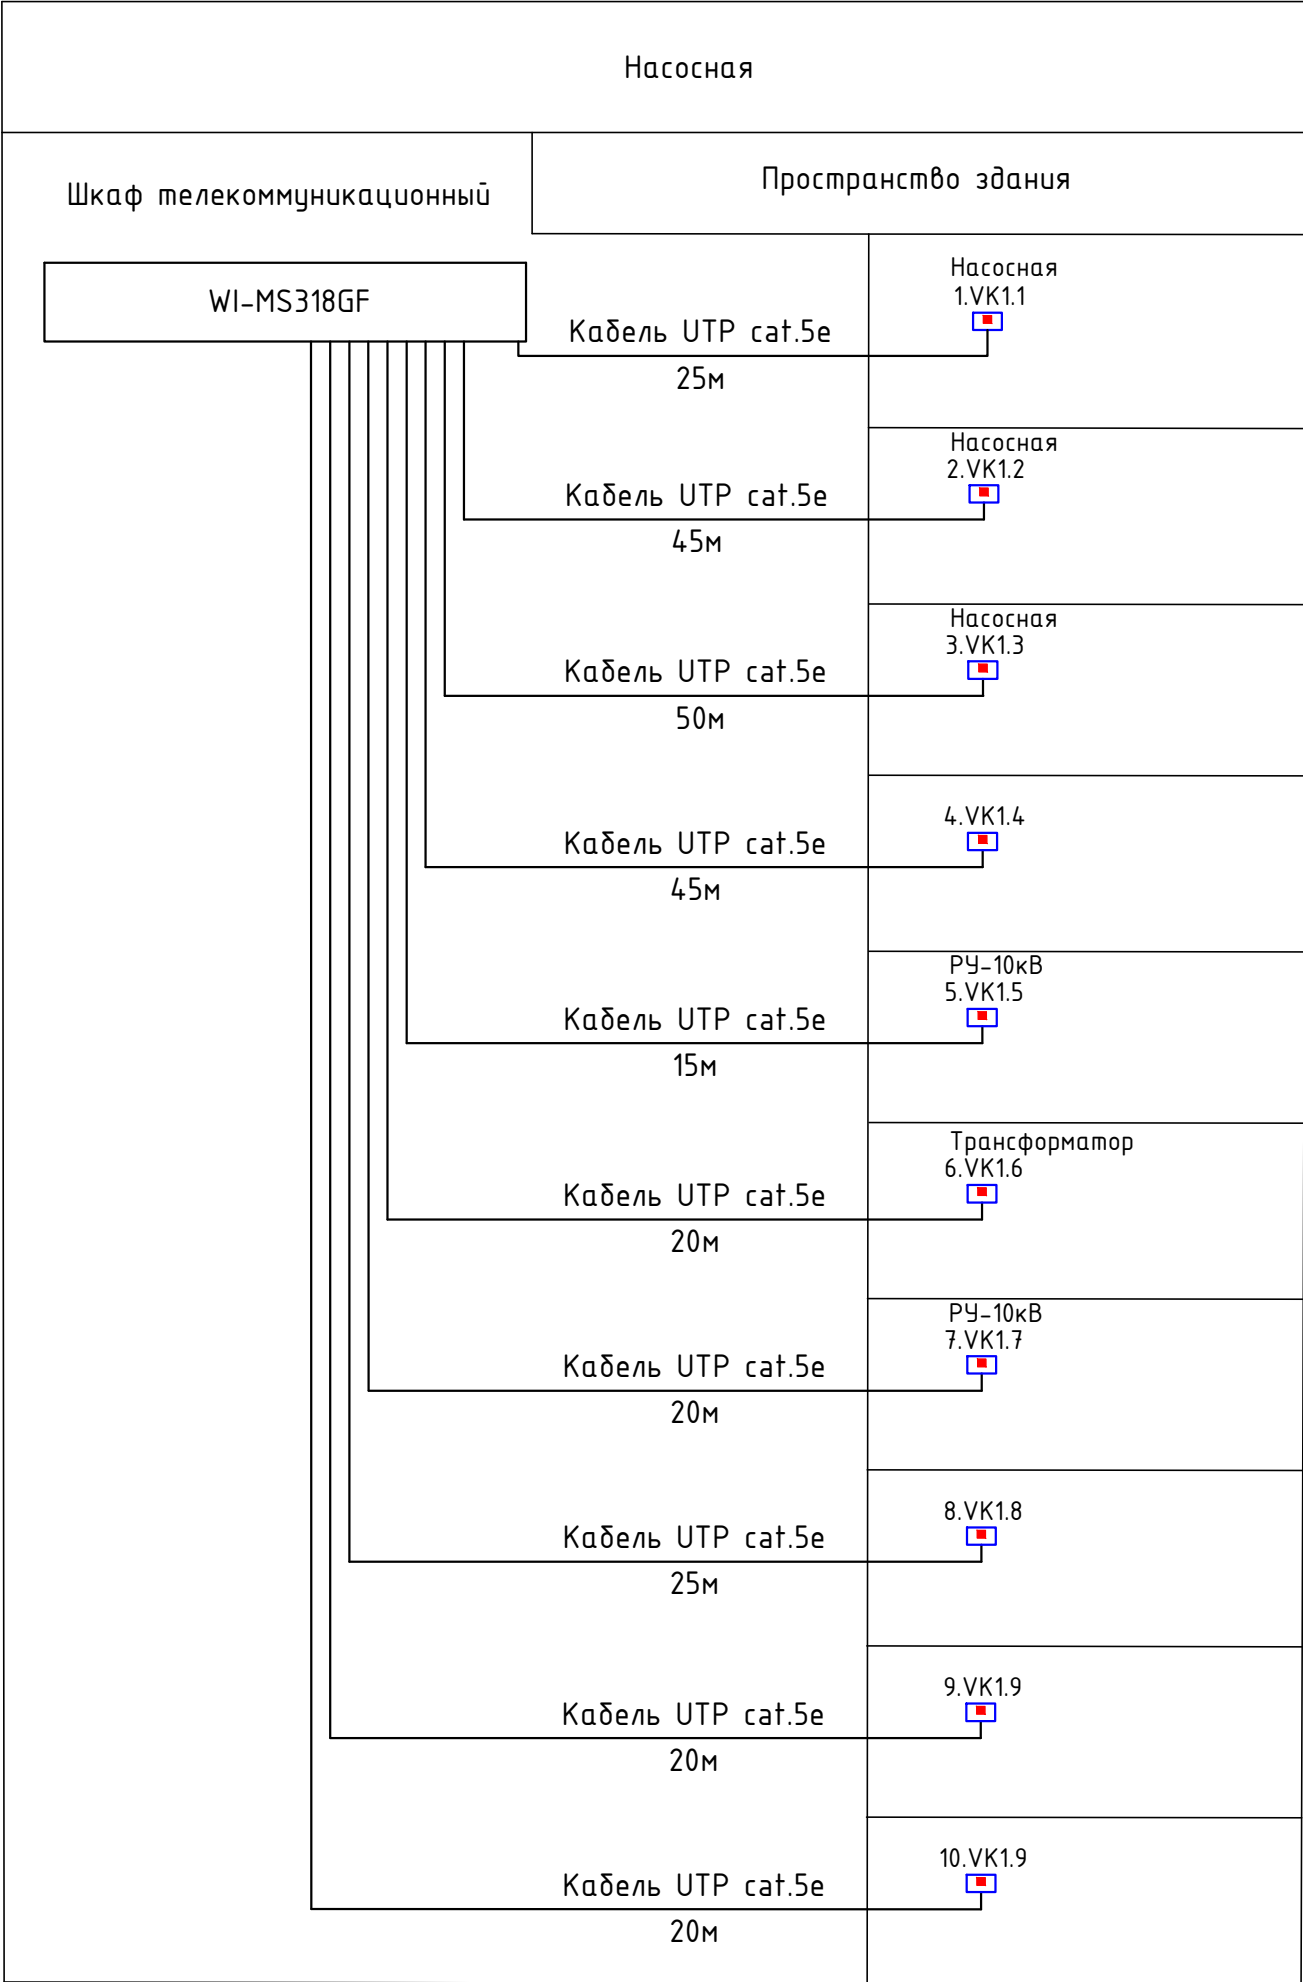 Насосная
Шкаф телекоммуникационный
Пространство здания
WI-MS318GF
Насосная
1.VK1.1
Кабель UTP cat.5e
25м
Насосная
2.VK1.2
Кабель UTP cat.5e
45м
Насосная
3.VK1.3
Кабель UTP cat.5e
50м
4.VK1.4
Кабель UTP cat.5e
45м
РУ-10кВ
5.VK1.5
Кабель UTP cat.5e
15м
Трансформатор
6.VK1.6
Кабель UTP cat.5e
20м
РУ-10кВ
7.VK1.7
Кабель UTP cat.5e
20м
8.VK1.8
Кабель UTP cat.5e
25м
9.VK1.9
Кабель UTP cat.5e
20м
10.VK1.9
Кабель UTP cat.5e
20м